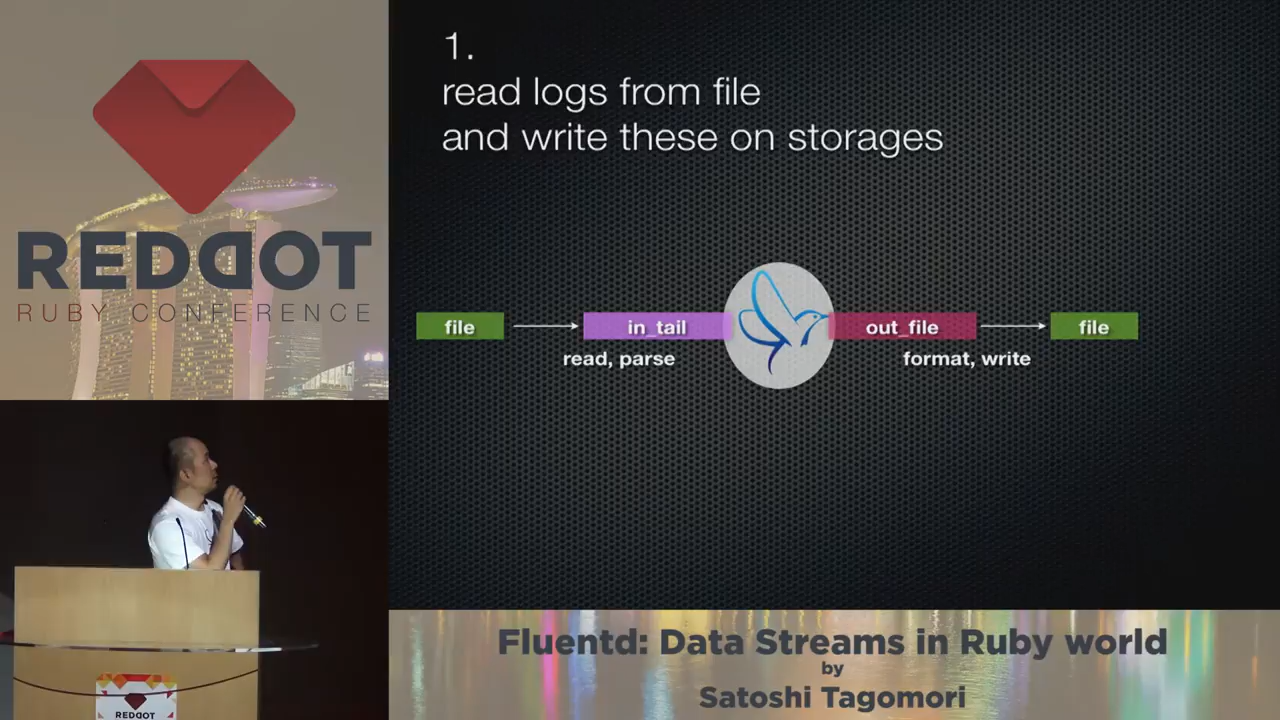 REDDOT
RUBY CONFERENCE
1.
read logs from file
and write these on storages
file
in_tail
out_file
file
read, parse
format, write
REDDOT
Fluentd: Data Streams in Ruby world
by
Satoshi Tagomori